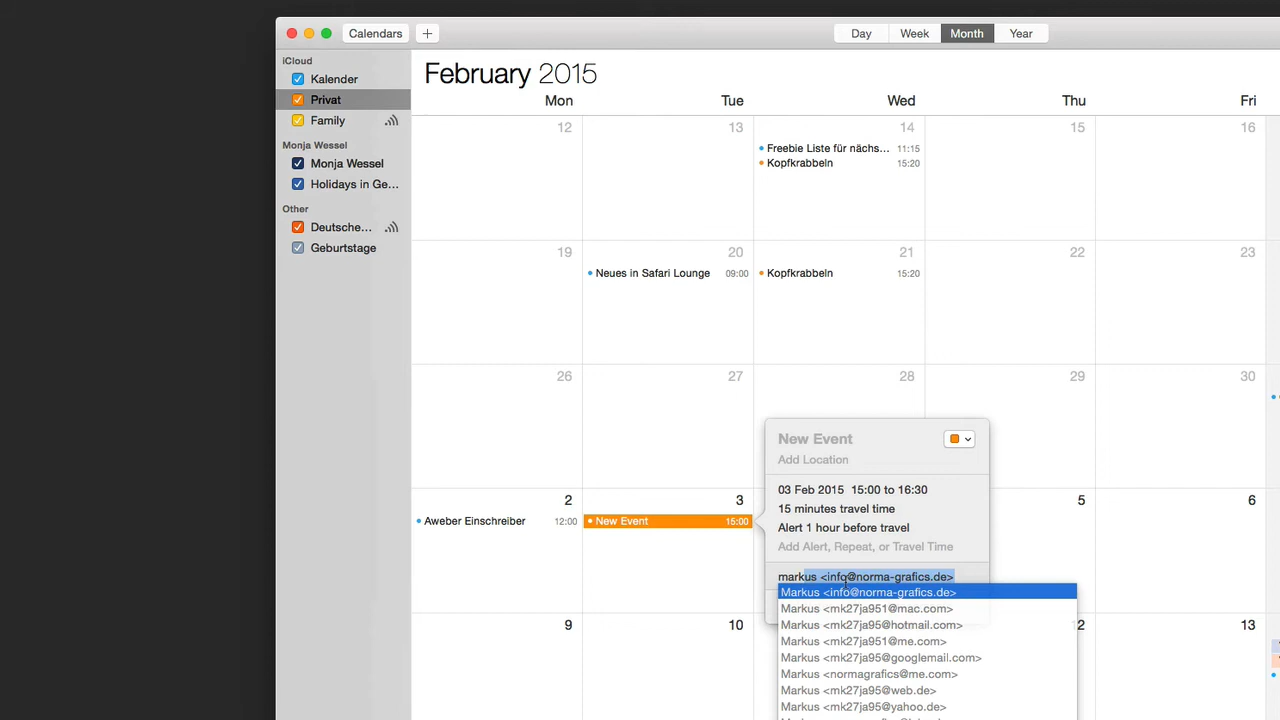 Calendars +
Day Week Month Year
iCloud
Kalender
Privat
Family
Monja Wessel
Monja Wessel
Holidays in Ge...
Other
Deutsche...
Geburtstage
February 2015
Mon Tue Wed Thu Fri
12 13 14 15 16
Freebie Liste für nächs... 11:15
Kopfkrabbeln 15:20
19 20 21 22 23
Neues in Safari Lounge 09:00
Kopfkrabbeln 15:20
26 27 28 29 30
2 3 5 6
Aweber Einschreiber 12:00
New Event 15:00
New Event
Add Location
03 Feb 2015 15:00 to 16:30
15 minutes travel time
Alert 1 hour before travel
Add Alert, Repeat, or Travel Time
markus <info@norma-grafics.de>
Markus <info@norma-grafics.de>
Markus <mk27ja951@mac.com>
Markus <mk27ja95@hotmail.com>
Markus <mk27ja951@me.com>
Markus <mk27ja95@googlemail.com>
Markus <normagrafics@me.com>
Markus <mk27ja95@web.de>
Markus <mk27ja95@yahoo.de>
9 10 12 13